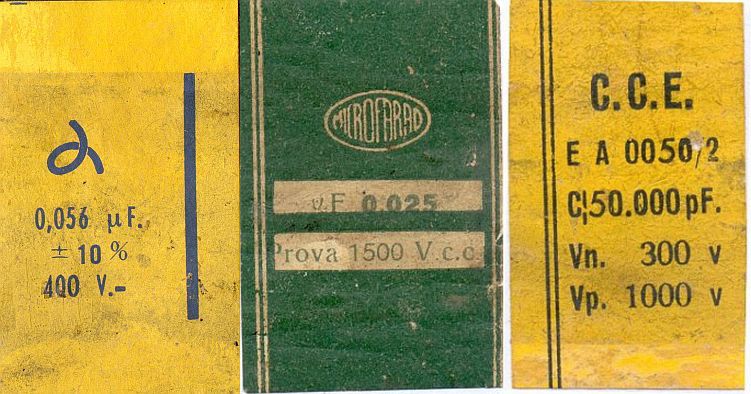 0,056 µF.
± 10 %
400 V.-
MICROFARAD
µF 0.025
Prova 1500 V.c.c.
C.C.E.
E A 0050/2
C. 50.000 pF.
Vn. 300 v
Vp. 1000 v